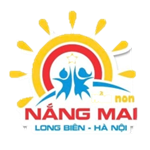 non
NẮNG MAI
LONG BIÊN - HÀ NỘI